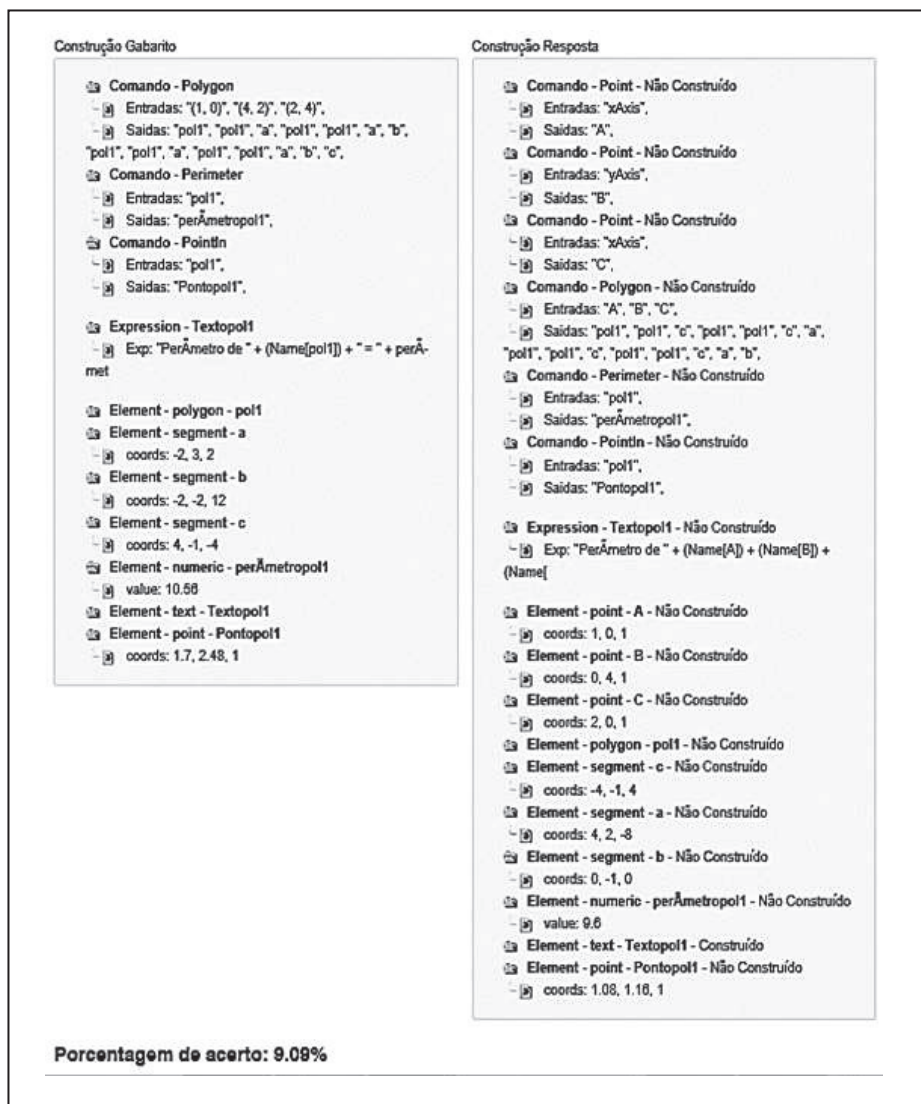 Construção Gabarito
Comando - Polygon
Entradas: "(1, 0)", "(4, 2)", "(2, 4)",
Saidas: "pol1", "pol1", "a", "pol1", "pol1", "a", "b",
"pol1", "pol1", "a", "pol1", "pol1", "a", "b", "c",
Comando - Perimeter
Entradas: "pol1",
Saidas: "perÃmetropol1",
Comando - PointIn
Entradas: "pol1",
Saidas: "Pontopol1",
Expression - Textopol1
Exp: "PerÃmetro de " + (Name[pol1]) + " = " + perÃ-
met
Element - polygon - pol1
Element - segment - a
coords: -2, 3, 2
Element - segment - b
coords: -2, -2, 12
Element - segment - c
coords: 4, -1, -4
Element - numeric - perÃmetropol1
value: 10.56
Element - text - Textopol1
Element - point - Pontopol1
coords: 1.7, 2.48, 1
Construção Resposta
Comando - Point - Não Construído
Entradas: "xAxis",
Saidas: "A",
Comando - Point - Não Construído
Entradas: "yAxis",
Saidas: "B",
Comando - Point - Não Construído
Entradas: "xAxis",
Saidas: "C",
Comando - Polygon - Não Construído
Entradas: "A", "B", "C",
Saidas: "pol1", "pol1", "c", "pol1", "pol1", "c", "a",
"pol1", "pol1", "c", "pol1", "pol1", "c", "a", "b",
Comando - Perimeter - Não Construído
Entradas: "pol1",
Saidas: "perÃmetropol1",
Comando - PointIn - Não Construído
Entradas: "pol1",
Saidas: "Pontopol1",
Expression - Textopol1 - Não Construído
Exp: "PerÃmetro de " + (Name[A]) + (Name[B]) +
(Name[
Element - point - A - Não Construído
coords: 1, 0, 1
Element - point - B - Não Construído
coords: 0, 4, 1
Element - point - C - Não Construído
coords: 2, 0, 1
Element - polygon - pol1 - Não Construído
Element - segment - c - Não Construído
coords: -4, -1, 4
Element - segment - a - Não Construído
coords: 4, 2, -8
Element - segment - b - Não Construído
coords: 0, -1, 0
Element - numeric - perÃmetropol1 - Não Construído
value: 9.6
Element - text - Textopol1 - Construído
Element - point - Pontopol1 - Não Construído
coords: 1.08, 1.16, 1
Porcentagem de acerto: 9.09%